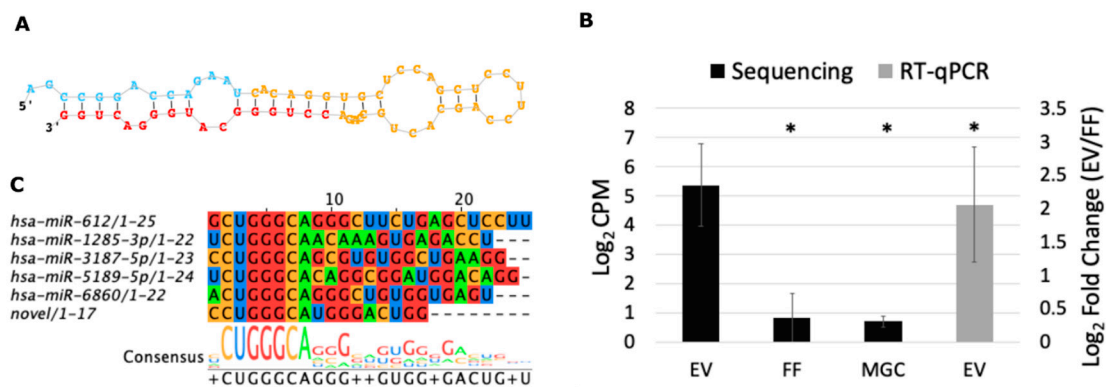 A
5'
AGCCGGACCAGAAUCACAGGUGCUCCAGCUCCUU
3'
GGUCAGGGUACGGGUCC
B
Sequencing RT-qPCR
Log2 CPM
8
7
6
5
4
3
2
1
0
* * *
3.5
3
2.5
2
1.5
1
0.5
0
Log2 Fold Change (EV/FF)
EV FF MGC EV
C
10 20
hsa-miR-612/1-25 GCUGGGCAGGGCUUCUGAGCUCCUU
hsa-miR-1285-3p/1-22 UCUGGGCAACAAAGUGAGACCU---
hsa-miR-3187-5p/1-23 CCUGGGCAGCGUGUGGCUGAAGG--
hsa-miR-5189-5p/1-24 UCUGGGCACAGGCGGAUGGACAGG-
hsa-miR-6860/1-22 ACUGGGCAGGGCUGUGGUGAGU---
novel/1-17 CCUGGGCAUGGGACUGG--------
Consensus
+CUGGGCAGGG++GUGG+GACUG+U